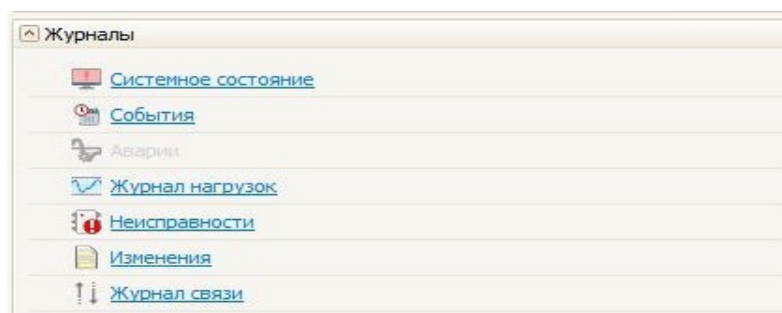 Журналы
Системное состояние
События
Аварии
Журнал нагрузок
Неисправности
Изменения
Журнал связи